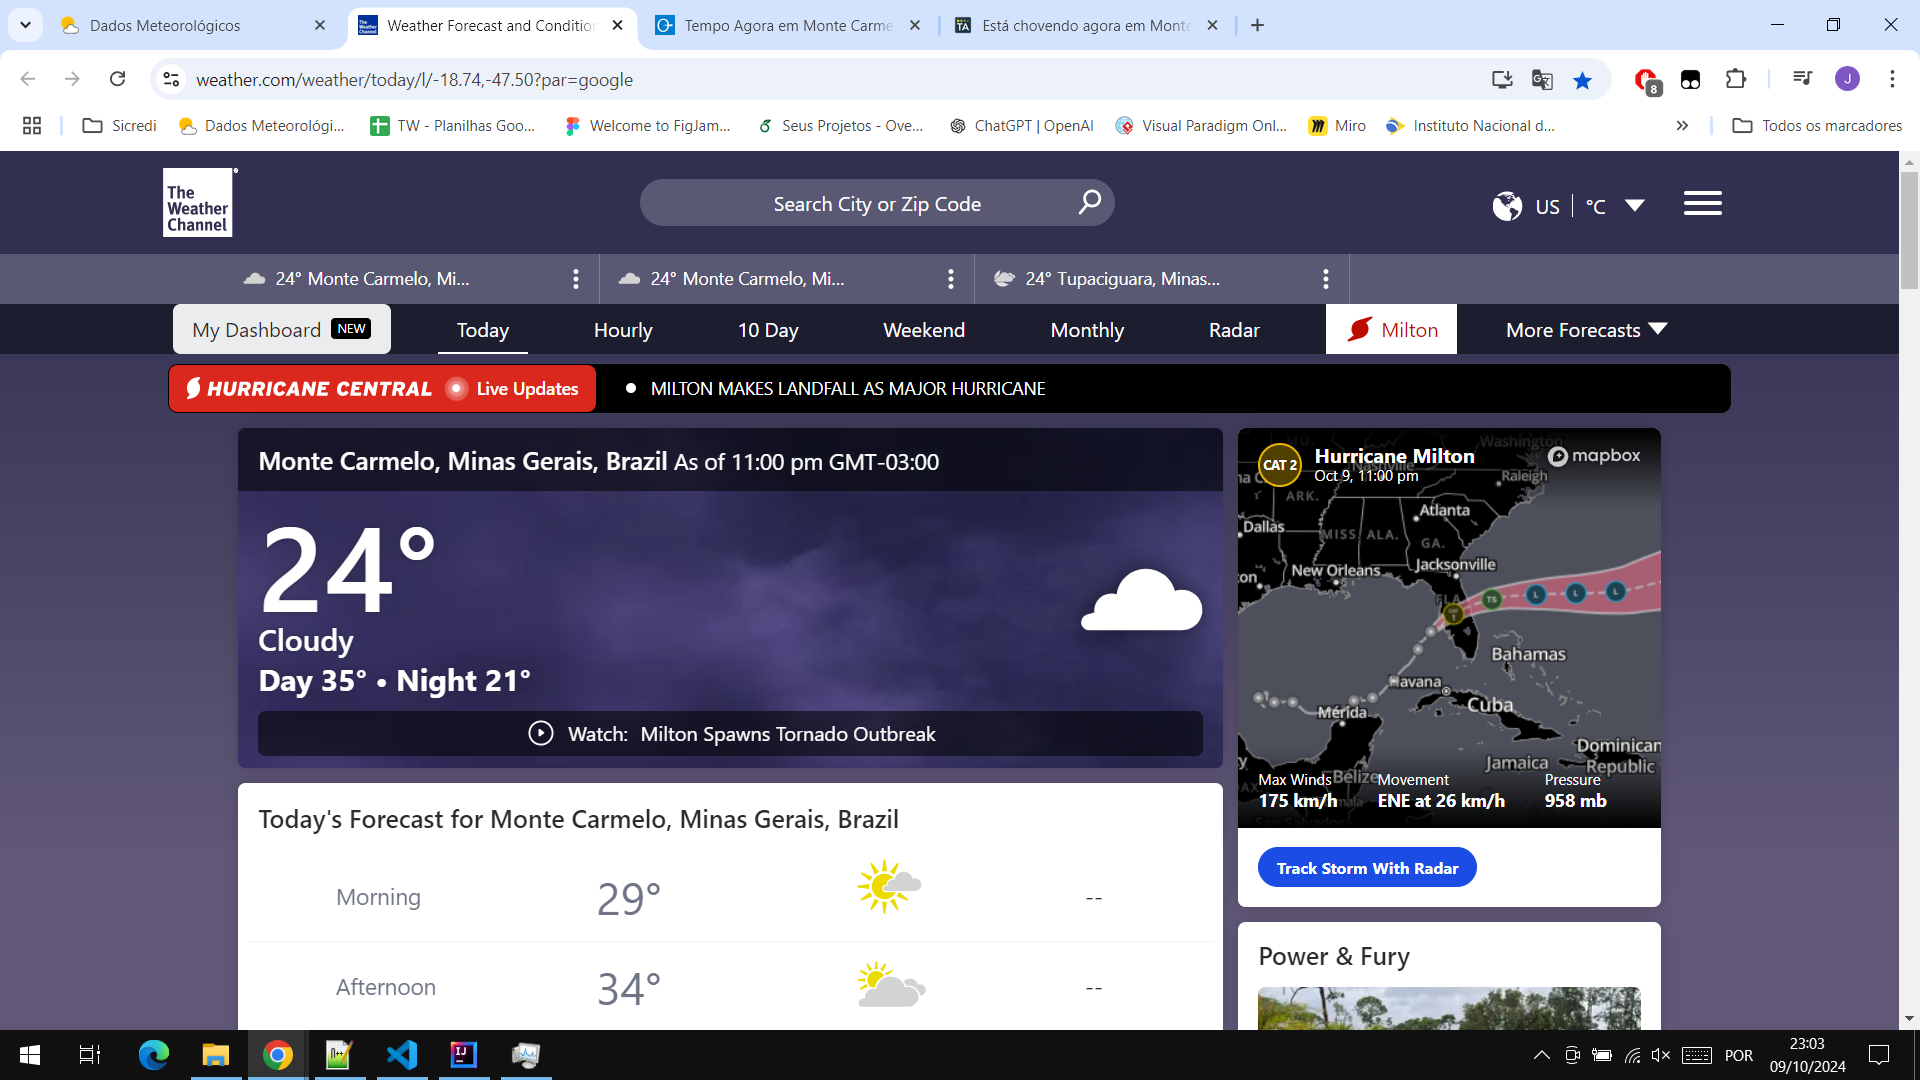 Dados Meteorológicos
Weather Forecast and Condition
Tempo Agora em Monte Carme
Está chovendo agora em Monte
weather.com/weather/today/l/-18.74,-47.50?par=google
8
J
Sicredi
Dados Meteorológi...
TW - Planilhas Goo...
Welcome to FigJam...
Seus Projetos - Ove...
ChatGPT | OpenAI
Visual Paradigm Onl...
Miro
Instituto Nacional d...
Todos os marcadores
The
Weather
Channel
Search City or Zip Code
US
°C
24° Monte Carmelo, Mi...
24° Monte Carmelo, Mi...
24° Tupaciguara, Minas...
My Dashboard NEW
Today
Hourly
10 Day
Weekend
Monthly
Radar
Milton
More Forecasts
HURRICANE CENTRAL Live Updates
MILTON MAKES LANDFALL AS MAJOR HURRICANE
Monte Carmelo, Minas Gerais, Brazil As of 11:00 pm GMT-03:00
24°
Cloudy
Day 35° • Night 21°
Watch: Milton Spawns Tornado Outbreak
Today's Forecast for Monte Carmelo, Minas Gerais, Brazil
Morning
29°
--
Afternoon
34°
--
CAT 2
Hurricane Milton
Oct 9, 11:00 pm
mapbox
Washington
Nashville
Raleigh
ARK.
Atlanta
Dallas
MISS. ALA.
GA.
Jacksonville
New Orleans
FLA.
TS
L
L
L
CAT
1
Bahamas
Havana
Cuba
Mérida
Dominican
Republic
Jamaica
Belize
Max Winds
175 km/h
Movement
ENE at 26 km/h
Pressure
958 mb
Track Storm With Radar
Power & Fury
POR
23:03
09/10/2024